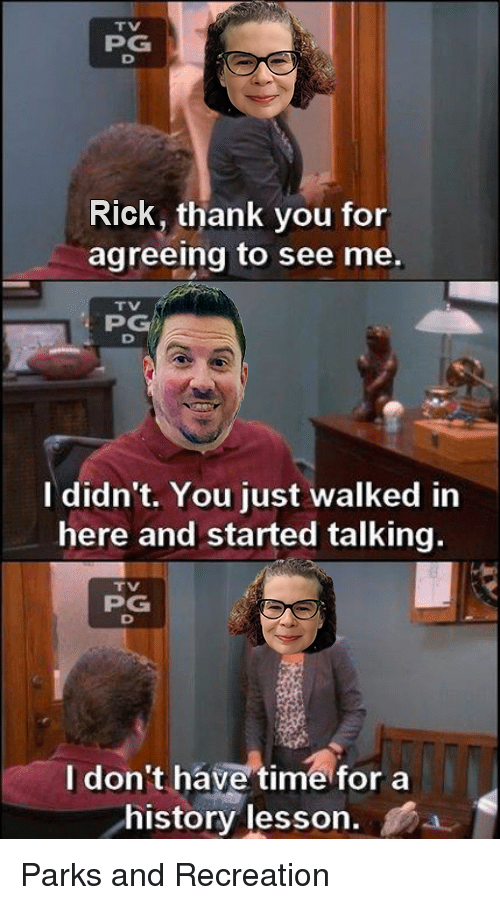 TV
PG
D
Rick, thank you for
agreeing to see me.
TV
PG
D
I didn't. You just walked in
here and started talking.
TV
PG
D
I don't have time for a
history lesson.
Parks and Recreation